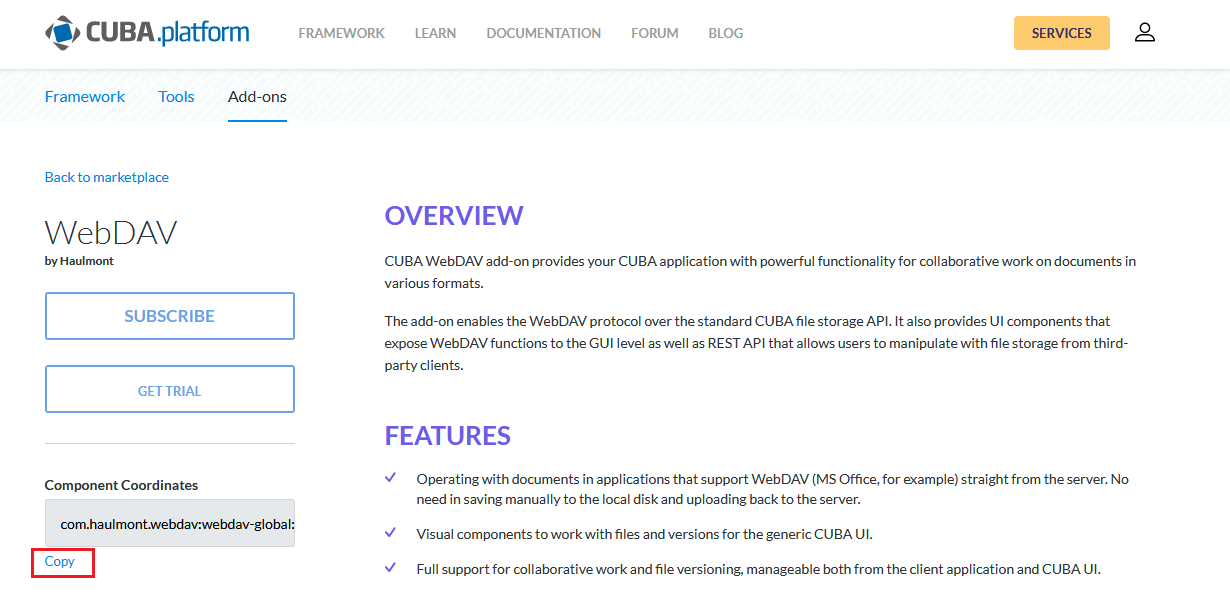 CUBA.platform
FRAMEWORK LEARN DOCUMENTATION FORUM BLOG SERVICES
Framework Tools Add-ons
Back to marketplace
WebDAV
by Haulmont
SUBSCRIBE
GET TRIAL
Component Coordinates
com.haulmont.webdav:webdav-global:
Copy
OVERVIEW
CUBA WebDAV add-on provides your CUBA application with powerful functionality for collaborative work on documents in
various formats.
The add-on enables the WebDAV protocol over the standard CUBA file storage API. It also provides UI components that
expose WebDAV functions to the GUI level as well as REST API that allows users to manipulate with file storage from third-
party clients.
FEATURES
Operating with documents in applications that support WebDAV (MS Office, for example) straight from the server. No
need in saving manually to the local disk and uploading back to the server.
Visual components to work with files and versions for the generic CUBA UI.
Full support for collaborative work and file versioning, manageable both from the client application and CUBA UI.